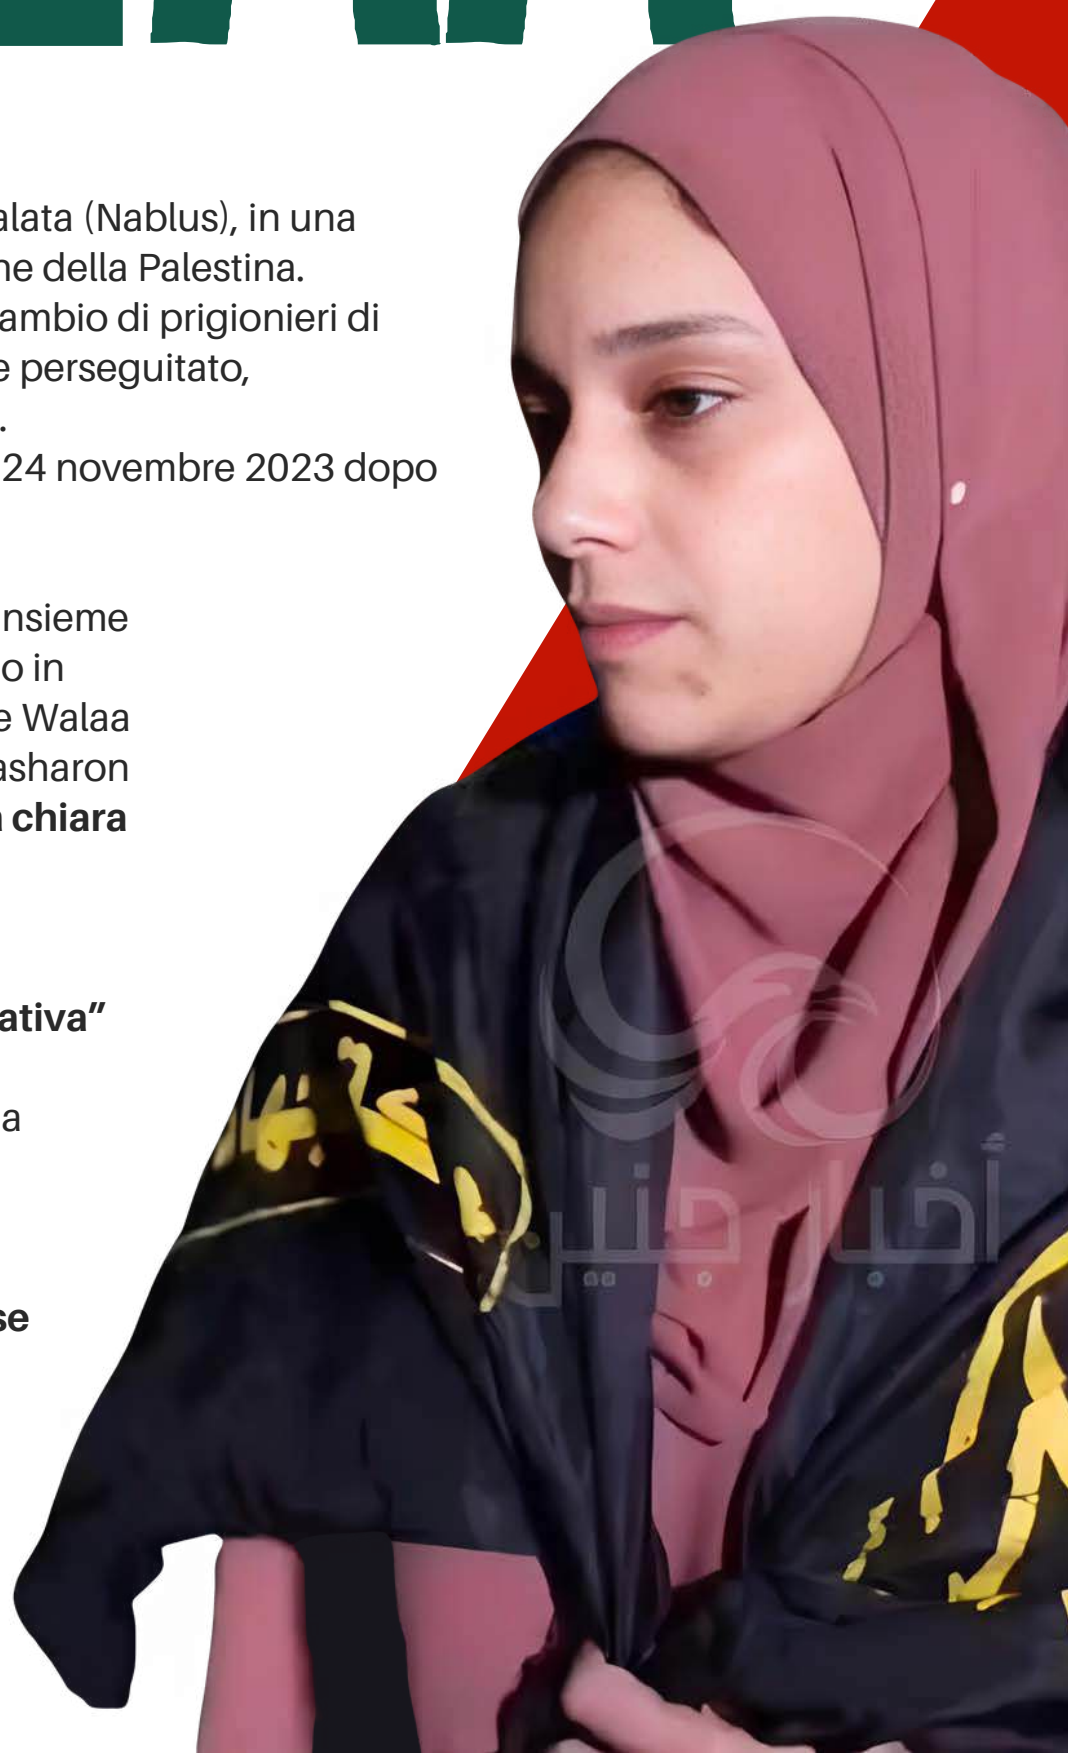 alata (Nablus), in una
ne della Palestina.
ambio di prigionieri di
e perseguitato,
.
24 novembre 2023 dopo
nsieme
o in
e Walaa
asharon
a chiara
ativa”
a
se
أخبار جنين